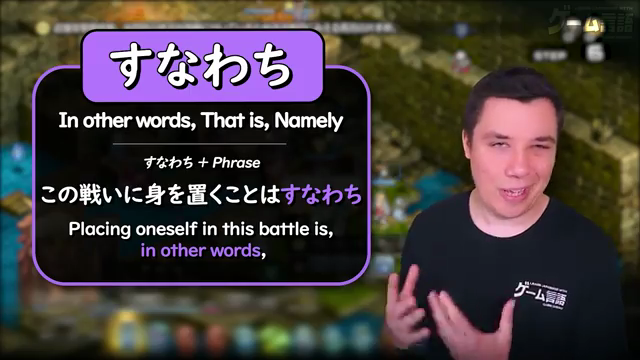 すなわち
In other words, That is, Namely
すなわち + Phrase
この戦いに身を置くことはすなわち
Placing oneself in this battle is,
in other words,
ゲーム言語